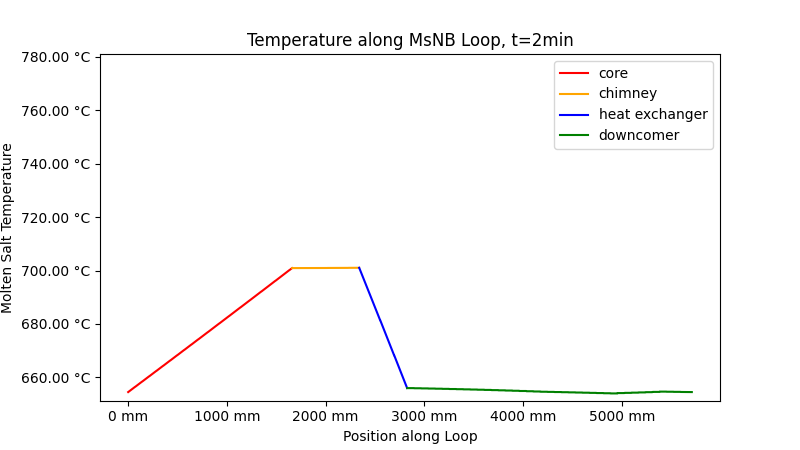 Temperature along MsNB Loop, t=2min
780.00 °C
760.00 °C
740.00 °C
720.00 °C
700.00 °C
680.00 °C
660.00 °C
Molten Salt Temperature
core
chimney
heat exchanger
downcomer
0 mm
1000 mm
2000 mm
3000 mm
4000 mm
5000 mm
Position along Loop